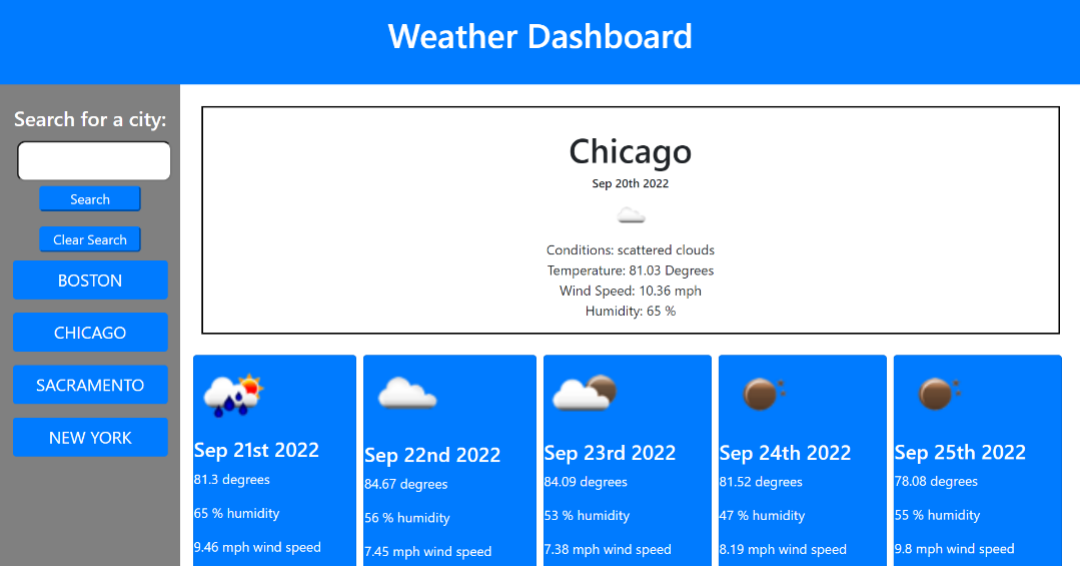 Weather Dashboard
Search for a city:
Search
Clear Search
BOSTON
CHICAGO
SACRAMENTO
NEW YORK
Chicago
Sep 20th 2022
Conditions: scattered clouds
Temperature: 81.03 Degrees
Wind Speed: 10.36 mph
Humidity: 65 %
Sep 21st 2022
81.3 degrees
65 % humidity
9.46 mph wind speed
Sep 22nd 2022
84.67 degrees
56 % humidity
7.45 mph wind speed
Sep 23rd 2022
84.09 degrees
53 % humidity
7.38 mph wind speed
Sep 24th 2022
81.52 degrees
47 % humidity
8.19 mph wind speed
Sep 25th 2022
78.08 degrees
55 % humidity
9.8 mph wind speed